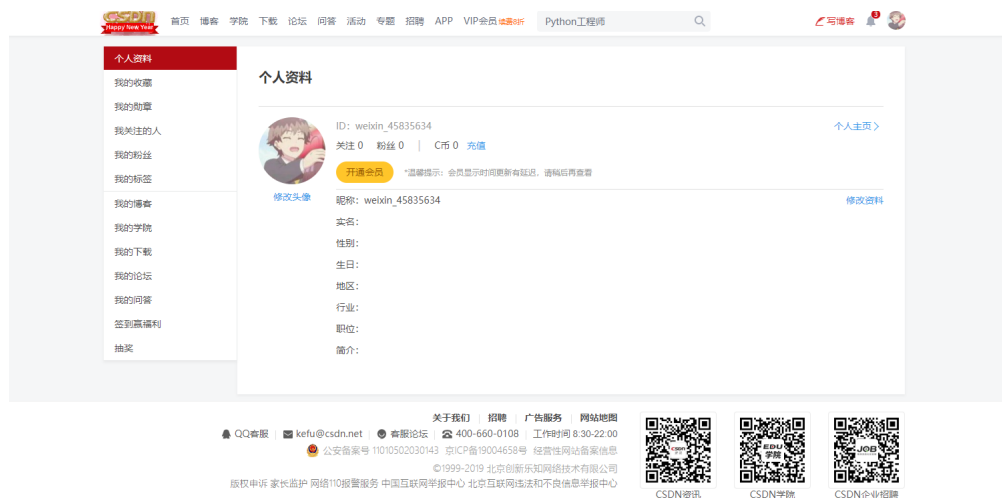 CSDN
Happy New Year
首页 博客 学院 下载 论坛 问答 活动 专题 招聘 APP VIP会员 续费8折 Python工程师 写博客 3
个人资料
我的收藏
我的勋章
我关注的人
我的粉丝
我的标签
我的博客
我的学院
我的下载
我的论坛
我的问答
签到赢福利
抽奖
个人资料
ID：weixin_45835634 个人主页
关注 0 粉丝 0 C币 0 充值
开通会员 *温馨提示：会员显示时间更新有延迟，请稍后再查看
修改头像
昵称：weixin_45835634 修改资料
实名：
性别：
生日：
地区：
行业：
职位：
简介：
关于我们 招聘 广告服务 网站地图
QQ客服 kefu@csdn.net 客服论坛 400-660-0108 工作时间 8:30-22:00
公安备案号 11010502030143 京ICP备19004658号 经营性网站备案信息
©1999-2019 北京创新乐知网络技术有限公司
版权申诉 家长监护 网络110报警服务 中国互联网举报中心 北京互联网违法和不良信息举报中心
CSDN
EDU
学院
JOB
CSDN资讯 CSDN学院 CSDN企业招聘